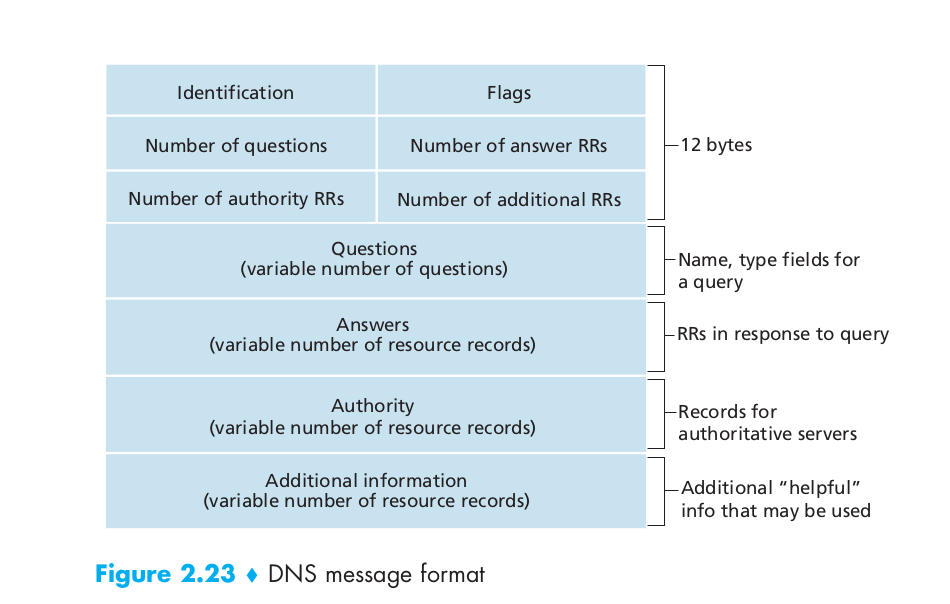 Identification
Flags
Number of questions
Number of answer RRs
12 bytes
Number of authority RRs
Number of additional RRs
Questions
(variable number of questions)
Name, type fields for
a query
Answers
(variable number of resource records)
RRs in response to query
Authority
(variable number of resource records)
Records for
authoritative servers
Additional information
(variable number of resource records)
Additional “helpful”
info that may be used
Figure 2.23 ♦ DNS message format